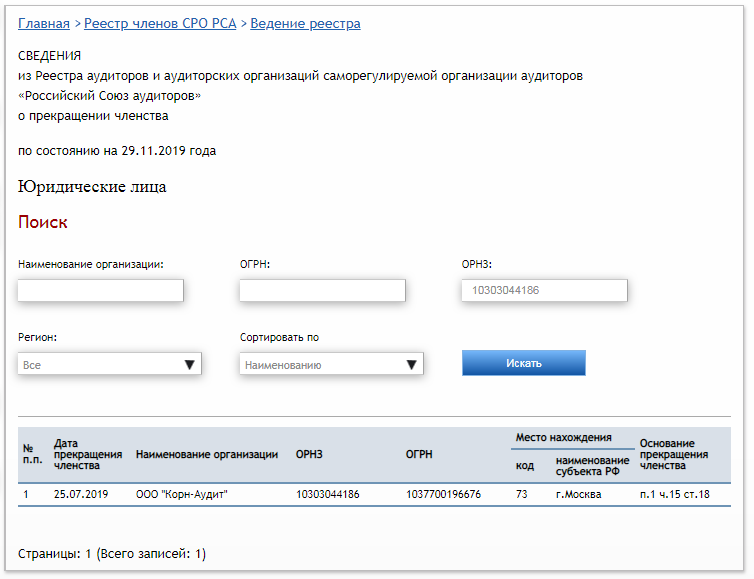 Главная > Реестр членов СРО РСА > Ведение реестра
СВЕДЕНИЯ
из Реестра аудиторов и аудиторских организаций саморегулируемой организации аудиторов
«Российский Союз аудиторов»
о прекращении членства
по состоянию на 29.11.2019 года
Юридические лица
Поиск
Наименование организации: ОГРН: ОРНЗ:
10303044186
Регион: Сортировать по
Все Наименованию Искать
№ п.п. Дата прекращения членства Наименование организации ОРНЗ ОГРН Место нахождения код наименование субъекта РФ Основание прекращения членства
1 25.07.2019 ООО "Корн-Аудит" 10303044186 1037700196676 73 г.Москва п.1 ч.15 ст.18
Страницы: 1 (Всего записей: 1)